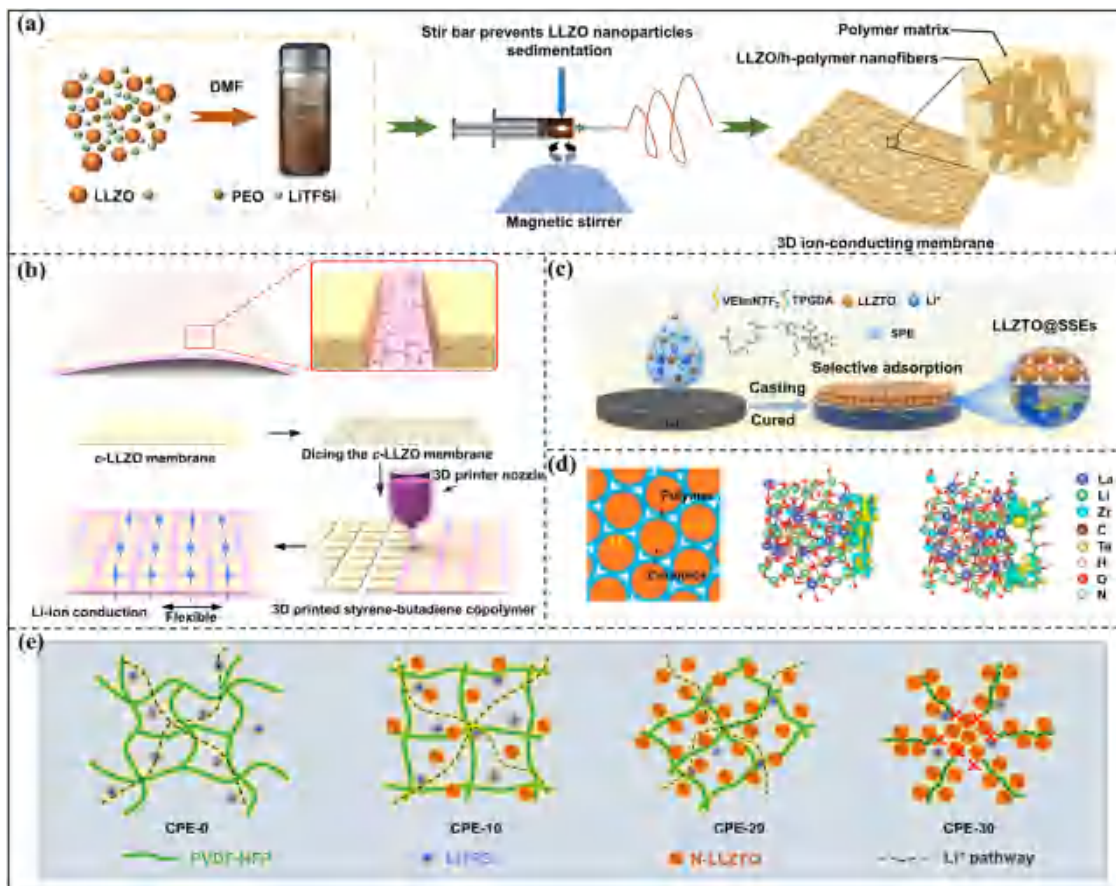 (a)
Stir bar prevents LLZO nanoparticles
sedimentation
Polymer matrix
LLZO/h-polymer nanofibers
DMF
LLZO
PEO
LiTFSI
Magnetic stirrer
3D ion-conducting membrane
(b)
c-LLZO membrane
Dicing the c-LLZO membrane
3D printer nozzle
Li-ion conduction
Flexible
3D printed styrene-butadiene copolymer
(c)
TPGDA
LLZTO
Li⁺
SPE
LLZTO@SSEs
Selective adsorption
Casting
Cured
(d)
Polymer
Ceramics
La
Li
Zr
C
Ta
H
O
N
(e)
CPE-0
CPE-10
CPE-20
CPE-30
PVDF-HFP
LiTFSI
N-LLZTO
Li⁺ pathway